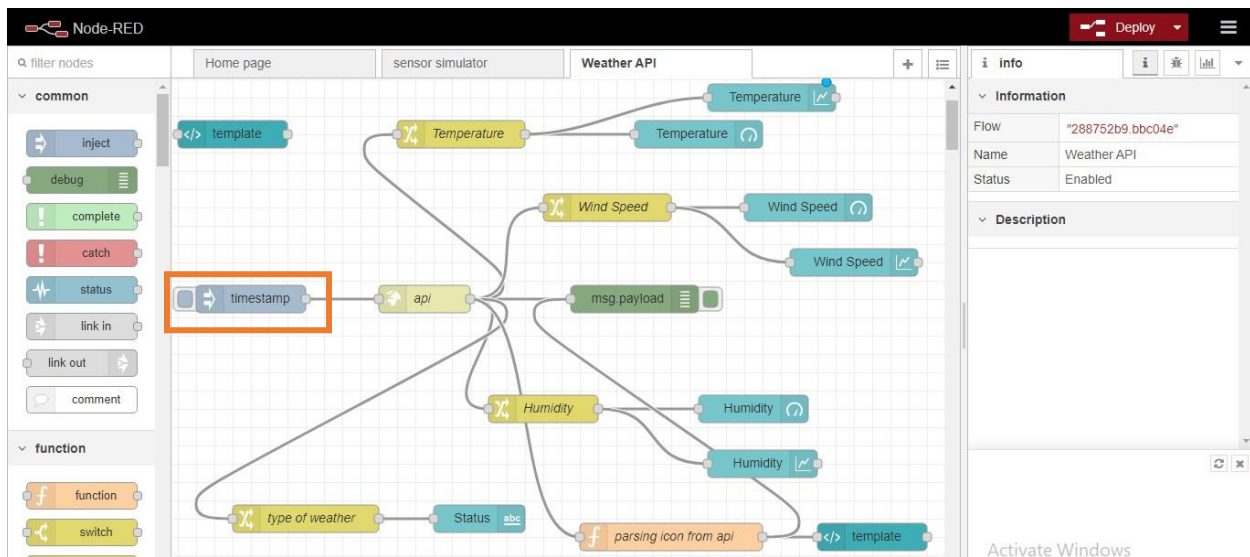 Node-RED
Deploy
filter nodes
Home page
sensor simulator
Weather API
i info
i
common
inject
debug
complete
catch
status
link in
link out
comment
function
function
switch
template
Temperature
Temperature
Temperature
Wind Speed
Wind Speed
Wind Speed
timestamp
api
msg.payload
Humidity
Humidity
Humidity
type of weather
Status
abc
parsing icon from api
template
Information
Flow
"288752b9.bbc04e"
Name
Weather API
Status
Enabled
Description
Activate Windows